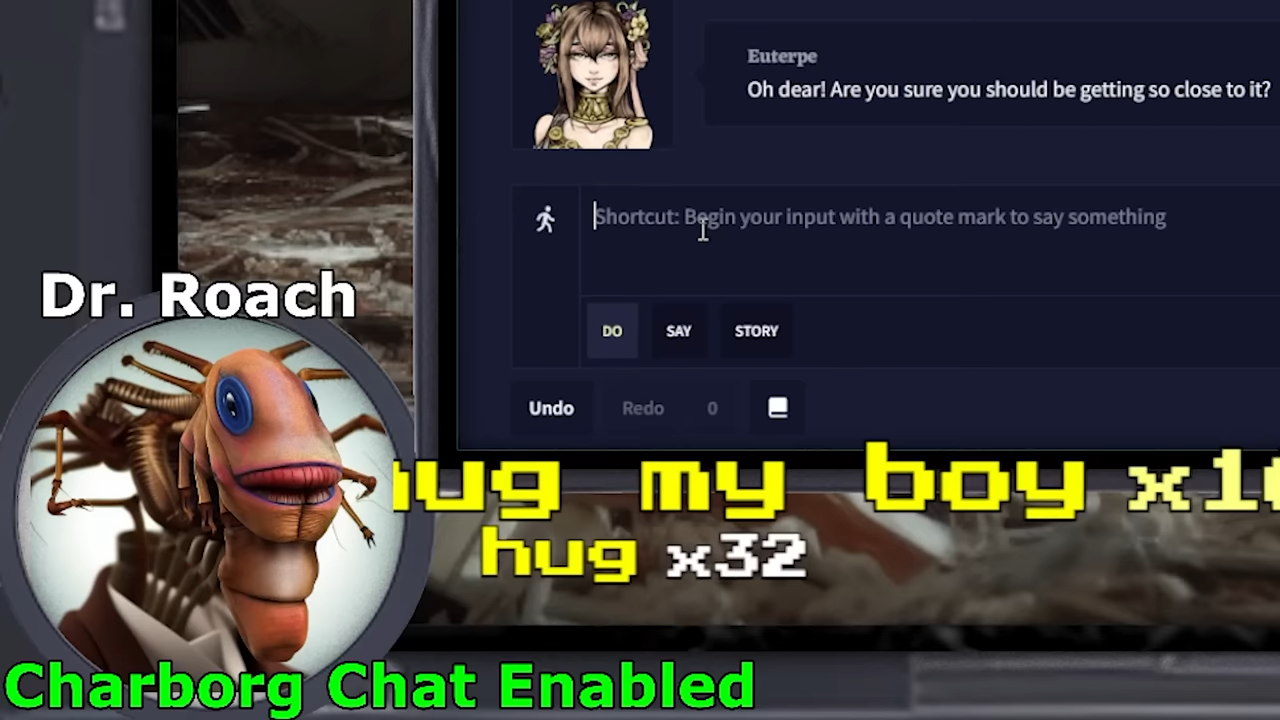 Euterpe
Oh dear! Are you sure you should be getting so close to it?
Shortcut: Begin your input with a quote mark to say something
Dr. Roach
DO SAY STORY
Undo Redo 0
hug my boy
hug x32
Charborg Chat Enabled